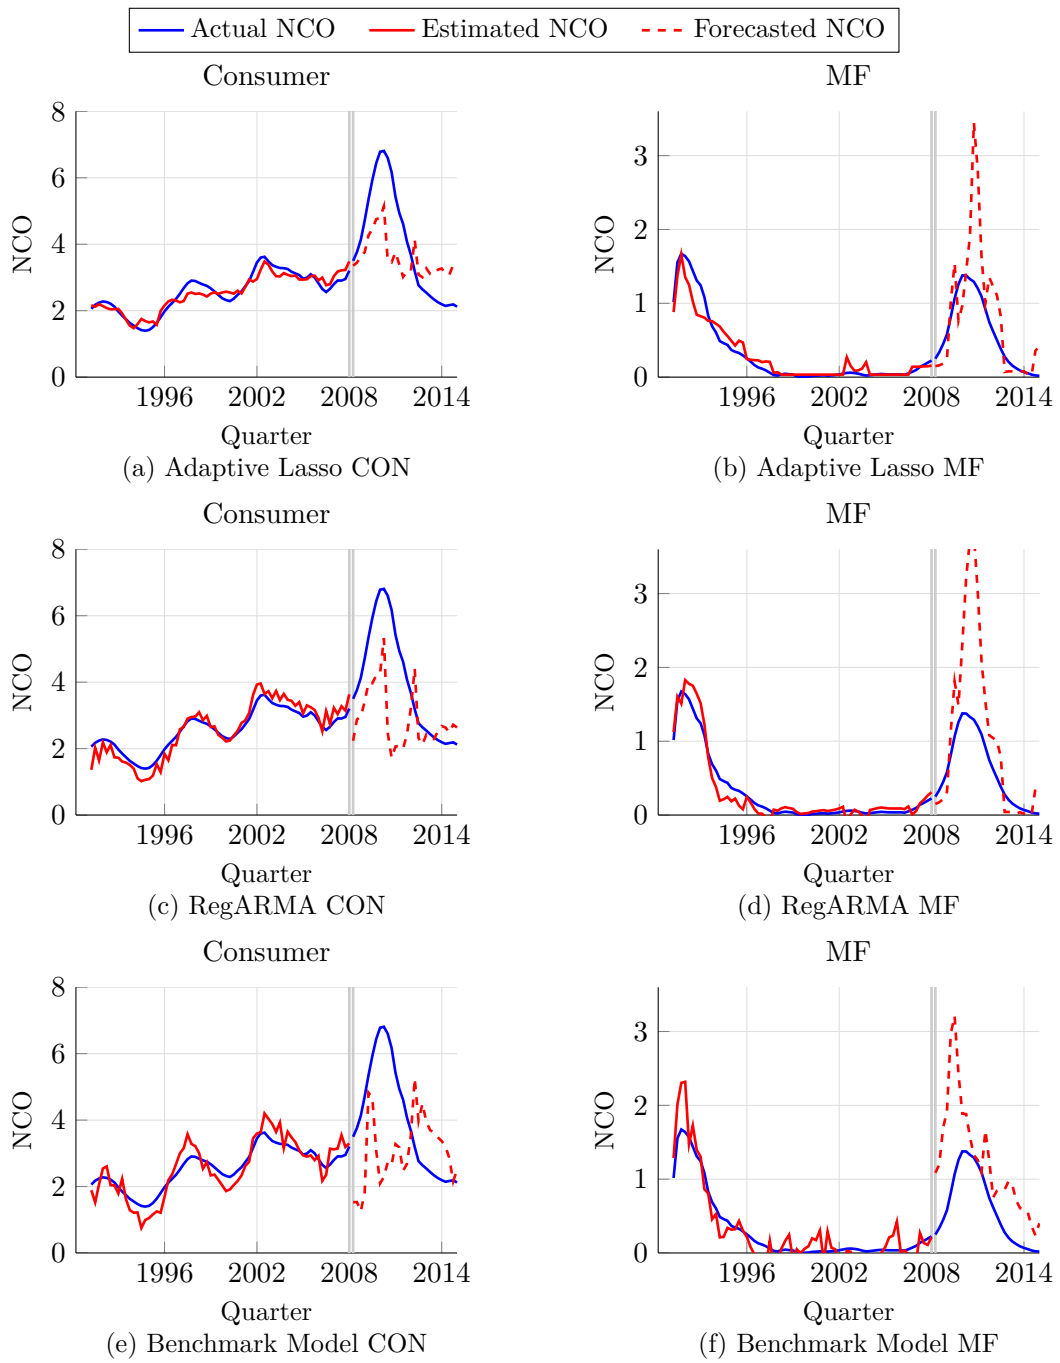 Actual NCO Estimated NCO Forecasted NCO
Consumer
8
6
4
2
0
NCO
1996 2002 2008 2014
Quarter
(a) Adaptive Lasso CON
MF
3
2
1
0
NCO
1996 2002 2008 2014
Quarter
(b) Adaptive Lasso MF
Consumer
8
6
4
2
0
NCO
1996 2002 2008 2014
Quarter
(c) RegARMA CON
MF
3
2
1
0
NCO
1996 2002 2008 2014
Quarter
(d) RegARMA MF
Consumer
8
6
4
2
0
NCO
1996 2002 2008 2014
Quarter
(e) Benchmark Model CON
MF
3
2
1
0
NCO
1996 2002 2008 2014
Quarter
(f) Benchmark Model MF